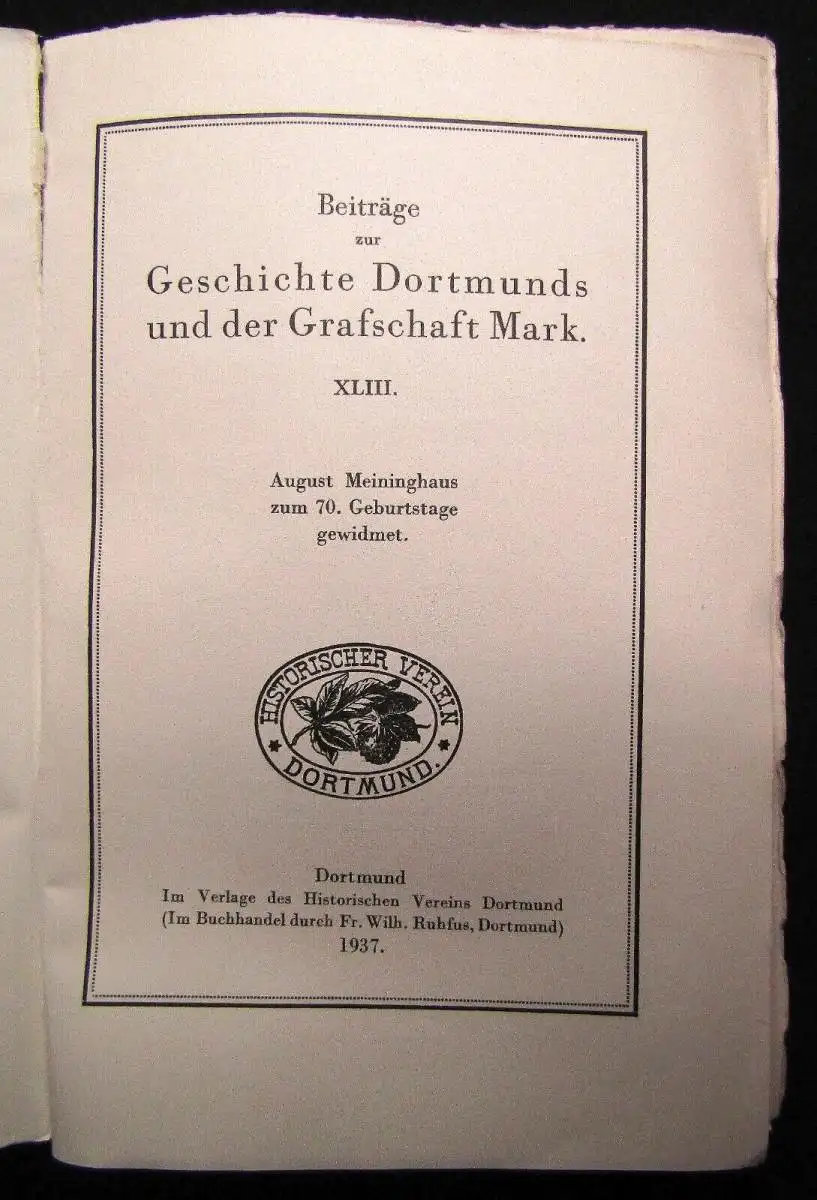 Beiträge
zur
Geschichte Dortmunds
und der Grafschaft Mark.
XLIII.
August Meininghaus
zum 70. Geburtstage
gewidmet.
HISTORISCHER VEREIN
* DORTMUND. *
Dortmund
Im Verlage des Historischen Vereins Dortmund
(Im Buchhandel durch Fr. Wilh. Ruhfus, Dortmund)
1937.